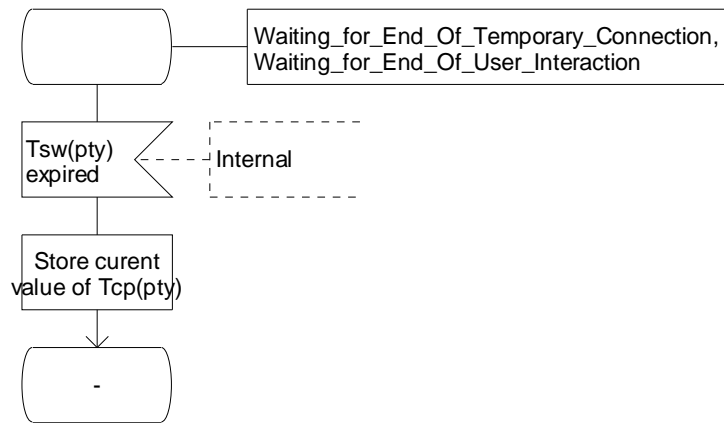 Waiting_for_End_Of_Temporary_Connection,
Waiting_for_End_Of_User_Interaction
Tsw(pty)
expired
Internal
Store curent
value of Tcp(pty)
-